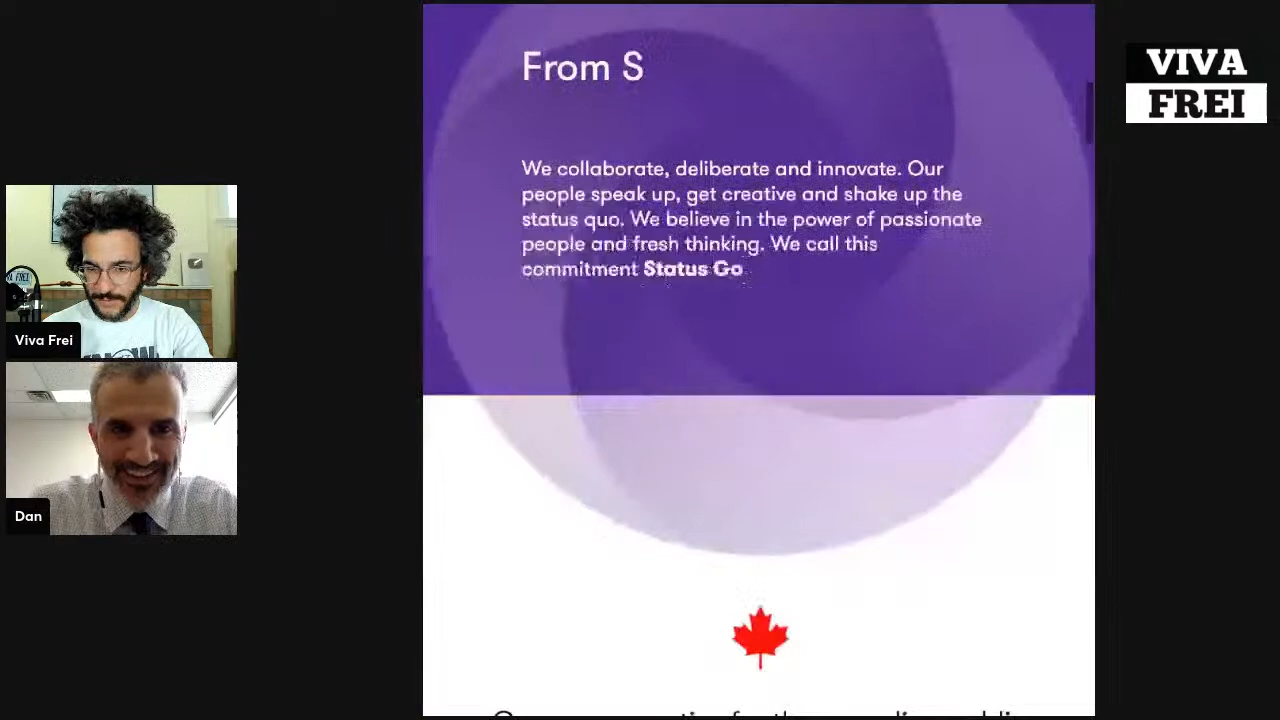 From S
We collaborate, deliberate and innovate. Our
people speak up, get creative and shake up the
status quo. We believe in the power of passionate
people and fresh thinking. We call this
commitment Status Go
VIVA
FREI
Viva Frei
Dan